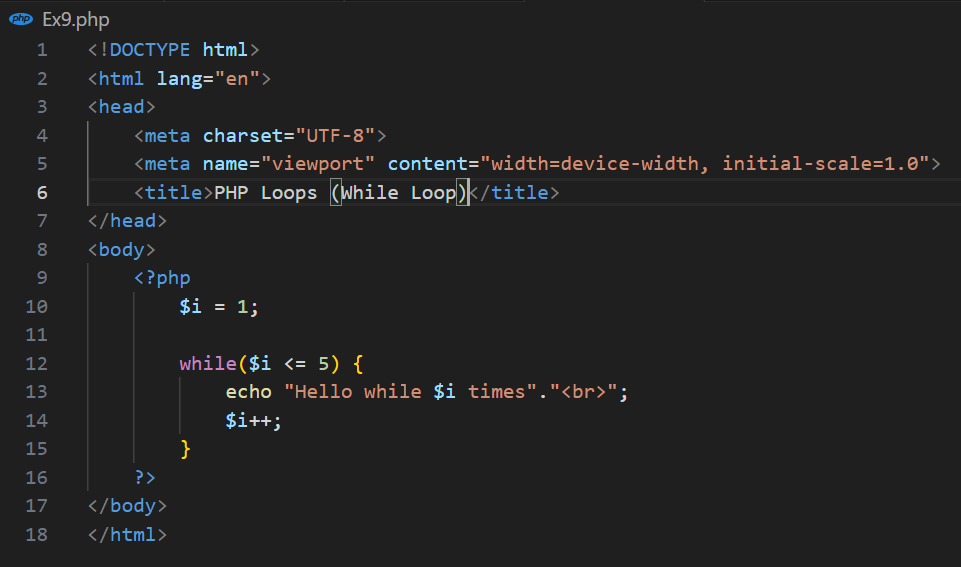 php Ex9.php
1 <!DOCTYPE html>
2 <html lang="en">
3 <head>
4     <meta charset="UTF-8">
5     <meta name="viewport" content="width=device-width, initial-scale=1.0">
6     <title>PHP Loops (While Loop)</title>
7 </head>
8 <body>
9     <?php
10         $i = 1;
11
12         while($i <= 5) {
13             echo "Hello while $i times"."<br>";
14             $i++;
15         }
16     ?>
17 </body>
18 </html>